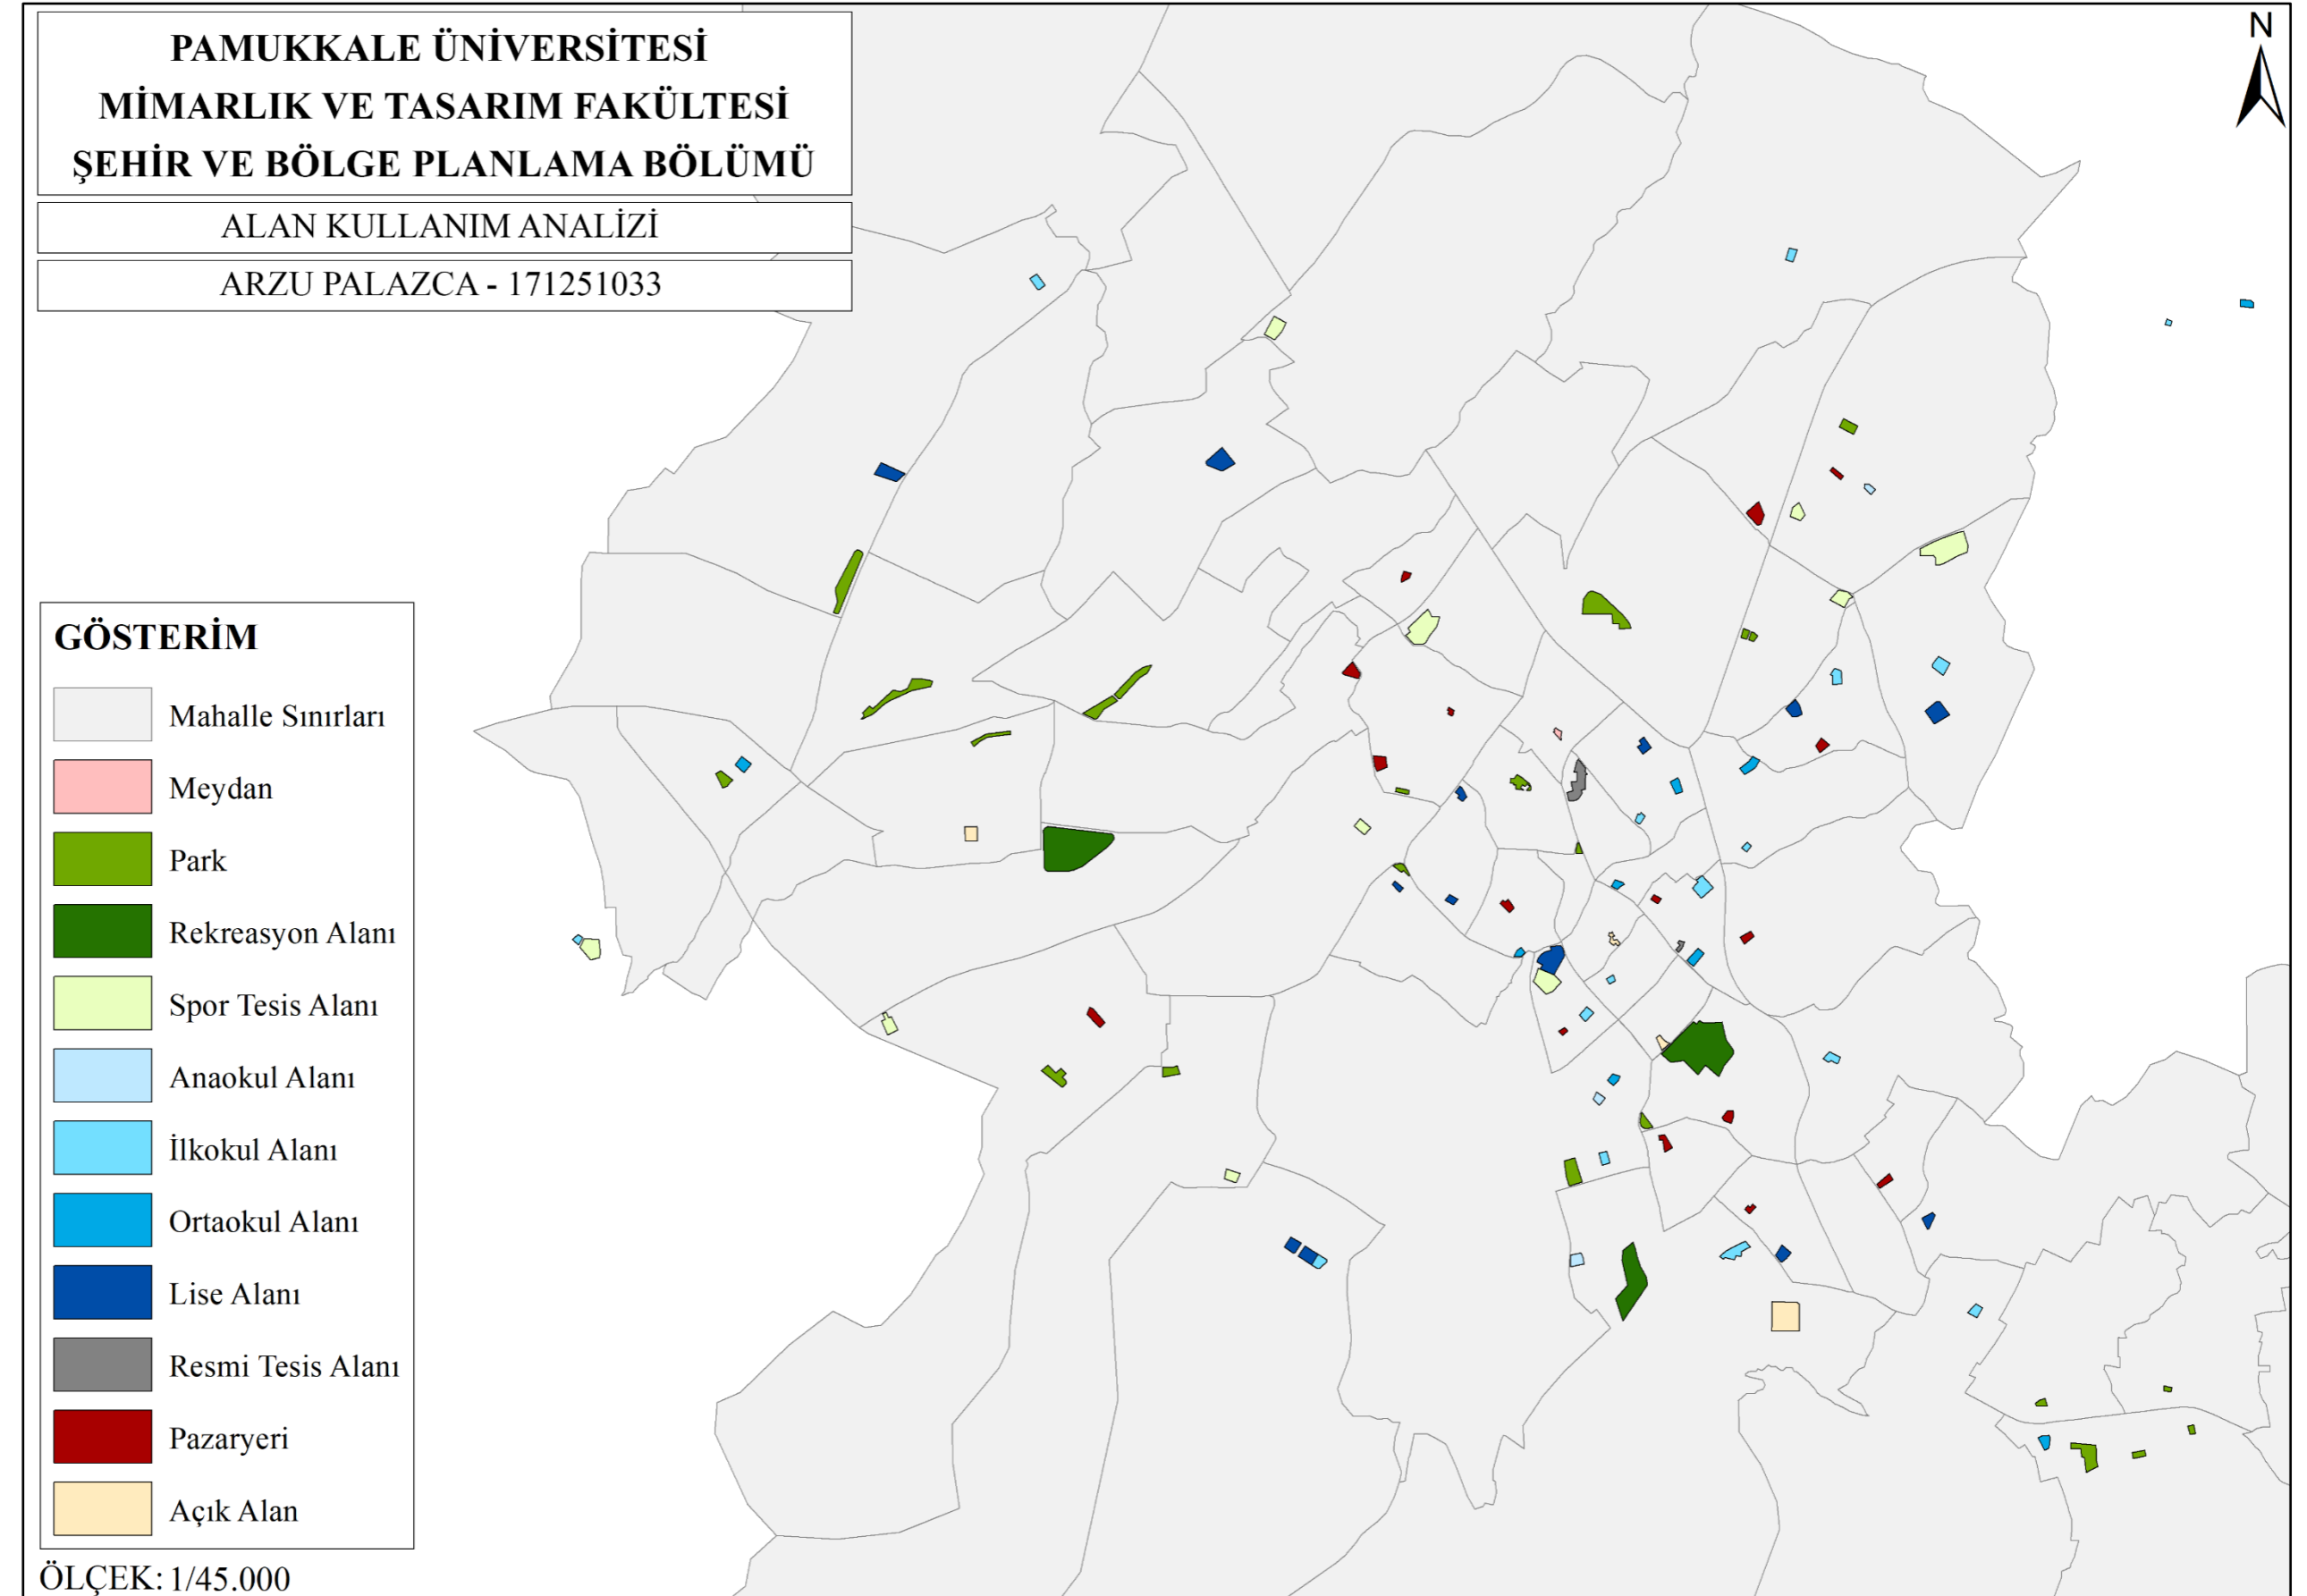 PAMUKKALE ÜNİVERSİTESİ
MİMARLIK VE TASARIM FAKÜLTESİ
ŞEHİR VE BÖLGE PLANLAMA BÖLÜMÜ
ALAN KULLANIM ANALİZİ
ARZU PALAZCA - 171251033
N
GÖSTERİM
Mahalle Sınırları
Meydan
Park
Rekreasyon Alanı
Spor Tesis Alanı
Anaokul Alanı
İlkokul Alanı
Ortaokul Alanı
Lise Alanı
Resmi Tesis Alanı
Pazaryeri
Açık Alan
ÖLÇEK: 1/45.000